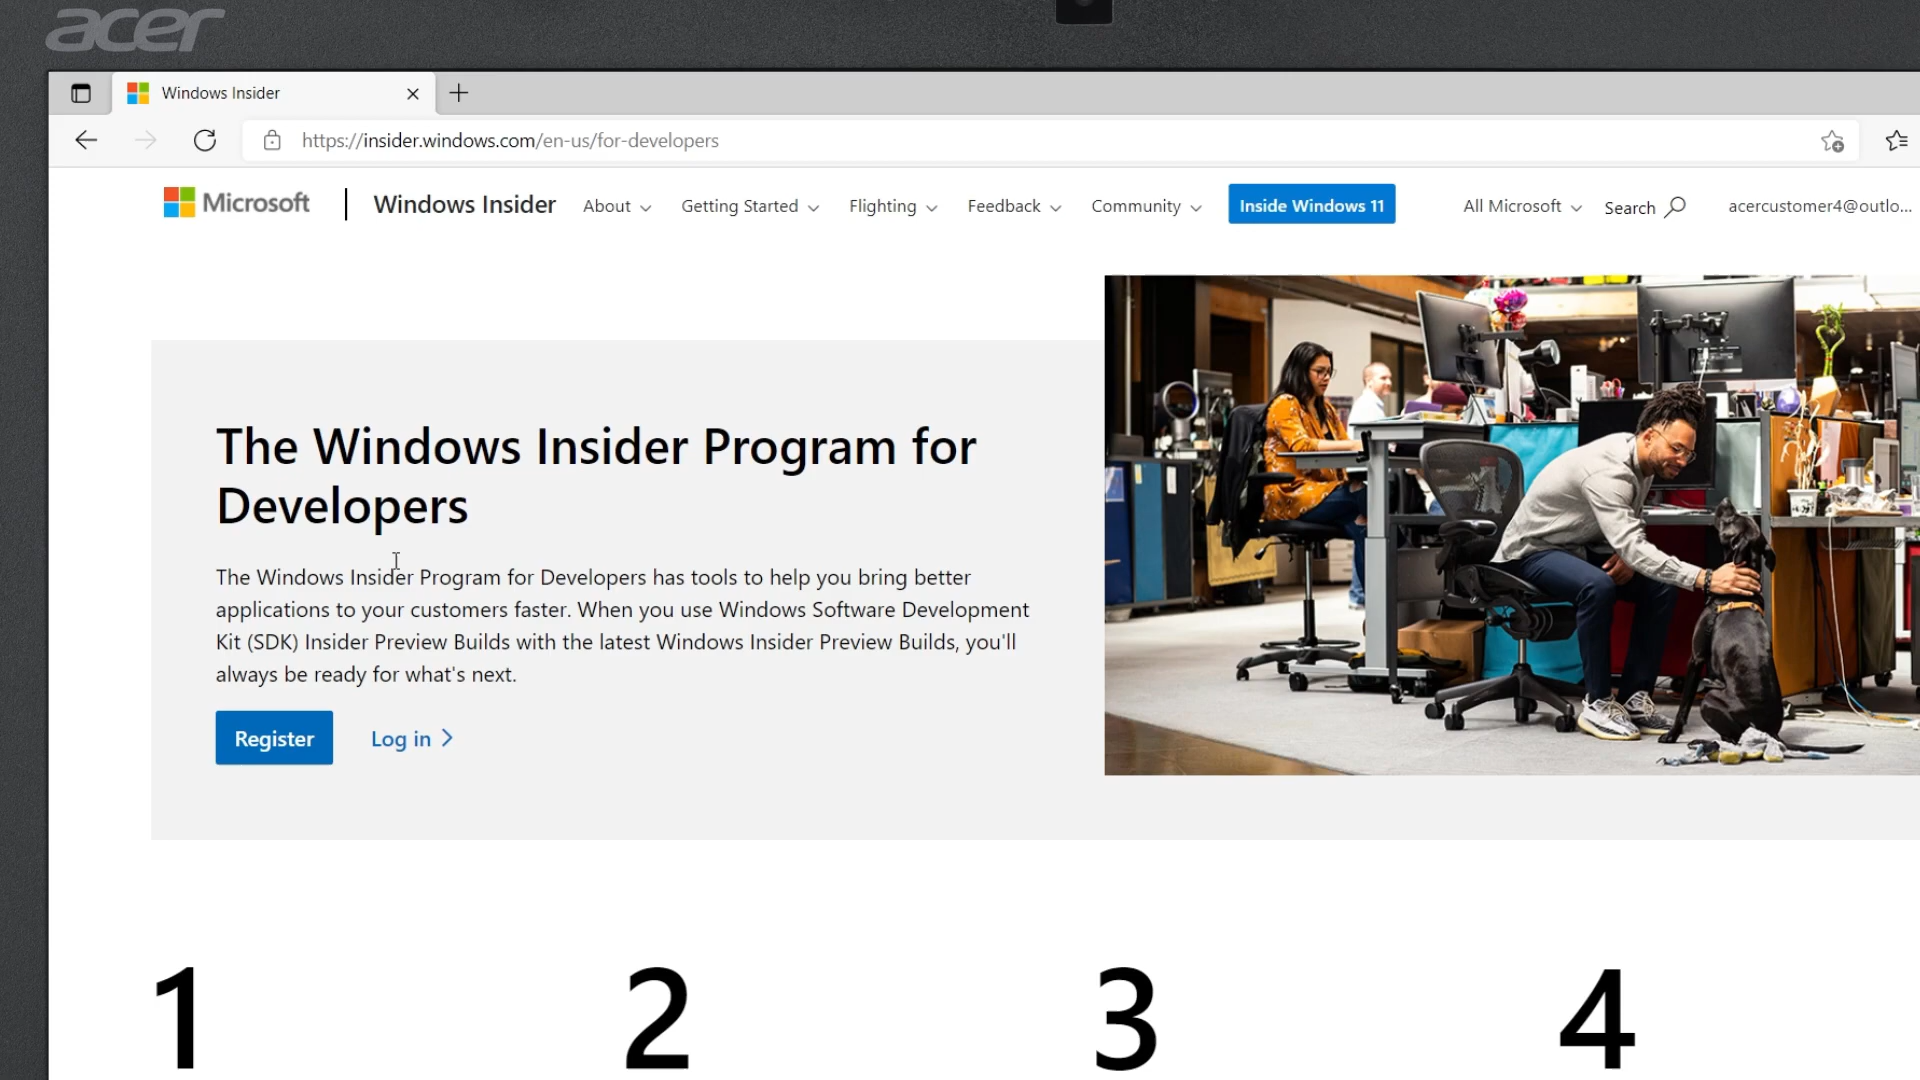 acer
Windows Insider
https://insider.windows.com/en-us/for-developers
Microsoft
Windows Insider
About
Getting Started
Flighting
Feedback
Community
Inside Windows 11
All Microsoft
Search
acercustomer4@outlo...
The Windows Insider Program for
Developers
The Windows Insider Program for Developers has tools to help you bring better
applications to your customers faster. When you use Windows Software Development
Kit (SDK) Insider Preview Builds with the latest Windows Insider Preview Builds, you'll
always be ready for what's next.
Register
Log in
1
2
3
4